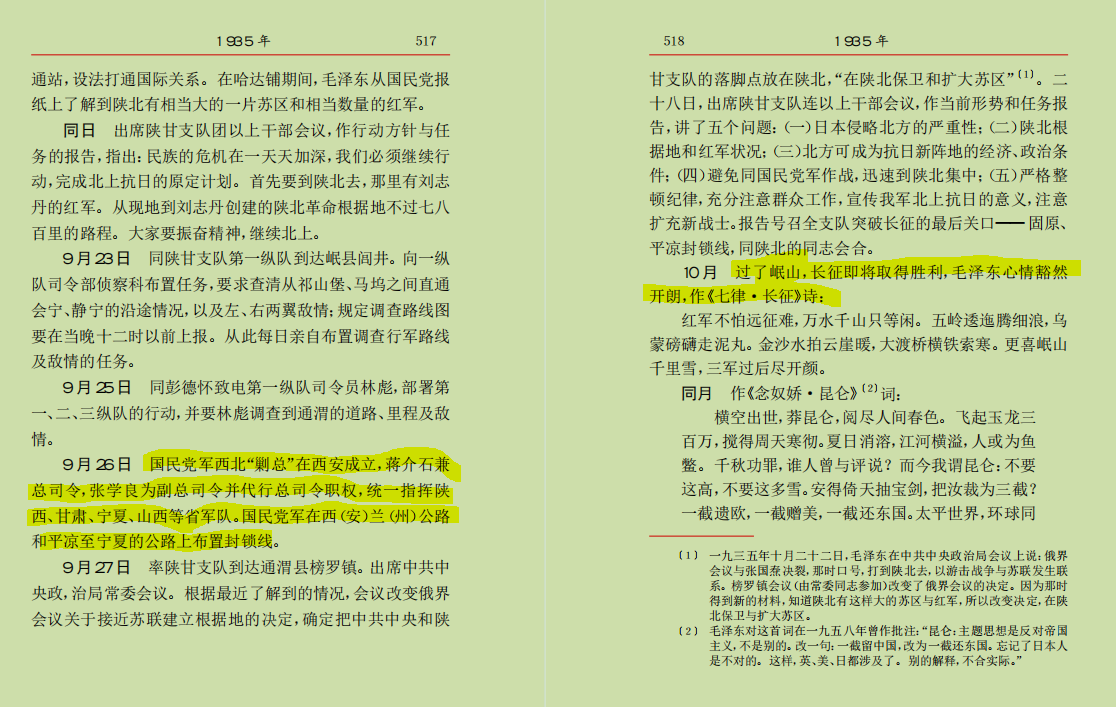 1935年 517
通站,设法打通国际关系。在哈达铺期间,毛泽东从国民党报
纸上了解到陕北有相当大的一片苏区和相当数量的红军。
同日 出席陕甘支队团以上干部会议,作行动方针与任
务的报告,指出:民族的危机在一天天加深,我们必须继续行
动,完成北上抗日的原定计划。首先要到陕北去,那里有刘志
丹的红军。从现地到刘志丹创建的陕北革命根据地不过七八
百里的路程。大家要振奋精神,继续北上。
9月23日 同陕甘支队第一纵队到达岷县闾井。向一纵
队司令部侦察科布置任务,要求查清从祁山堡、马坞之间直通
会宁、静宁的沿途情况,以及左、右两翼敌情;规定调查路线图
要在当晚十二时以前上报。从此每日亲自布置调查行军路线
及敌情的任务。
9月25日 同彭德怀致电第一纵队司令员林彪,部署第
一、二、三纵队的行动,并要林彪调查到通渭的道路、里程及敌
情。
9月26日 国民党军西北“剿总”在西安成立,蒋介石兼
总司令,张学良为副总司令并代行总司令职权,统一指挥陕
西、甘肃、宁夏、山西等省军队。国民党军在西(安)兰(州)公路
和平凉至宁夏的公路上布置封锁线。
9月27日 率陕甘支队到达通渭县榜罗镇。出席中共中
央政,治局常委会议。根据最近了解到的情况,会议改变俄界
会议关于接近苏联建立根据地的决定,确定把中共中央和陕
518 1935年
甘支队的落脚点放在陕北,“在陕北保卫和扩大苏区”〔1〕。二
十八日,出席陕甘支队连以上干部会议,作当前形势和任务报
告,讲了五个问题:(一)日本侵略北方的严重性;(二)陕北根
据地和红军状况;(三)北方可成为抗日新阵地的经济、政治条
件;(四)避免同国民党军作战,迅速到陕北集中;(五)严格整
顿纪律,充分注意群众工作,宣传我军北上抗日的意义,注意
扩充新战士。报告号召全支队突破长征的最后关口——固原、
平凉封锁线,同陕北的同志会合。
10月 过了岷山,长征即将取得胜利,毛泽东心情豁然
开朗,作《七律·长征》诗:
红军不怕远征难,万水千山只等闲。五岭逶迤腾细浪,乌
蒙磅礴走泥丸。金沙水拍云崖暖,大渡桥横铁索寒。更喜岷山
千里雪,三军过后尽开颜。
同月 作《念奴娇·昆仑》〔2〕词:
横空出世,莽昆仑,阅尽人间春色。飞起玉龙三
百万,搅得周天寒彻。夏日消溶,江河横溢,人或为鱼
鳖。千秋功罪,谁人曾与评说?而今我谓昆仑:不要
这高,不要这多雪。安得倚天抽宝剑,把汝裁为三截?
一截遗欧,一截赠美,一截还东国。太平世界,环球同
〔1〕 一九三五年十月二十二日,毛泽东在中共中央政治局会议上说:俄界
会议与张国焘决裂,那时口号,打到陕北去,以游击战争与苏联发生联
系。榜罗镇会议(由常委同志参加)改变了俄界会议的决定。因为那时
得到新的材料,知道陕北有这样大的苏区与红军,所以改变决定,在陕
北保卫与扩大苏区。
〔2〕 毛泽东对这首词在一九五八年曾作批注:“昆仑:主题思想是反对帝国
主义,不是别的。改一句:一截留中国,改为一截还东国。忘记了日本人
是不对的。这样,英、美、日都涉及了。别的解释,不合实际。”